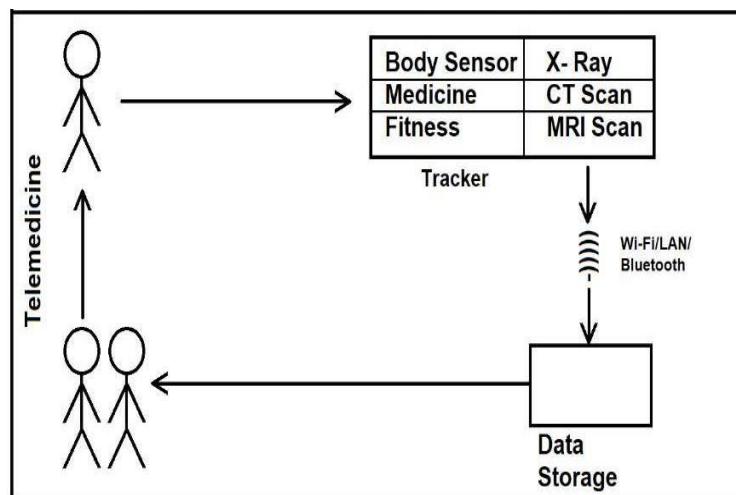 Body Sensor X- Ray
Medicine CT Scan
Fitness MRI Scan
Tracker
Wi-Fi/LAN/
Bluetooth
Telemedicine
Data
Storage